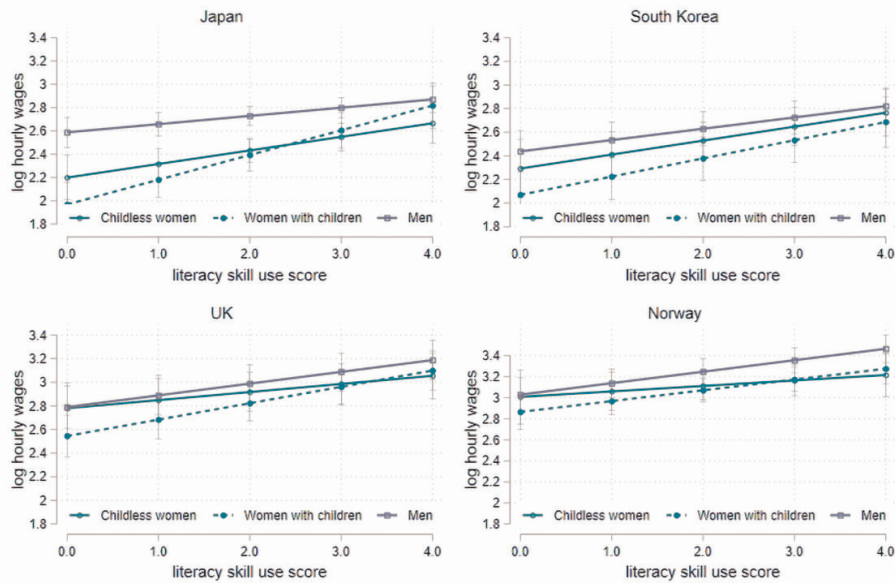 Japan
log hourly wages
3.4
3.2
3
2.8
2.6
2.4
2.2
2
1.8
Childless women Women with children Men
0.0 1.0 2.0 3.0 4.0
literacy skill use score
South Korea
log hourly wages
3.4
3.2
3
2.8
2.6
2.4
2.2
2
1.8
Childless women Women with children Men
0.0 1.0 2.0 3.0 4.0
literacy skill use score
UK
log hourly wages
3.4
3.2
3
2.8
2.6
2.4
2.2
2
1.8
Childless women Women with children Men
0.0 1.0 2.0 3.0 4.0
literacy skill use score
Norway
log hourly wages
3.4
3.2
3
2.8
2.6
2.4
2.2
2
1.8
Childless women Women with children Men
0.0 1.0 2.0 3.0 4.0
literacy skill use score